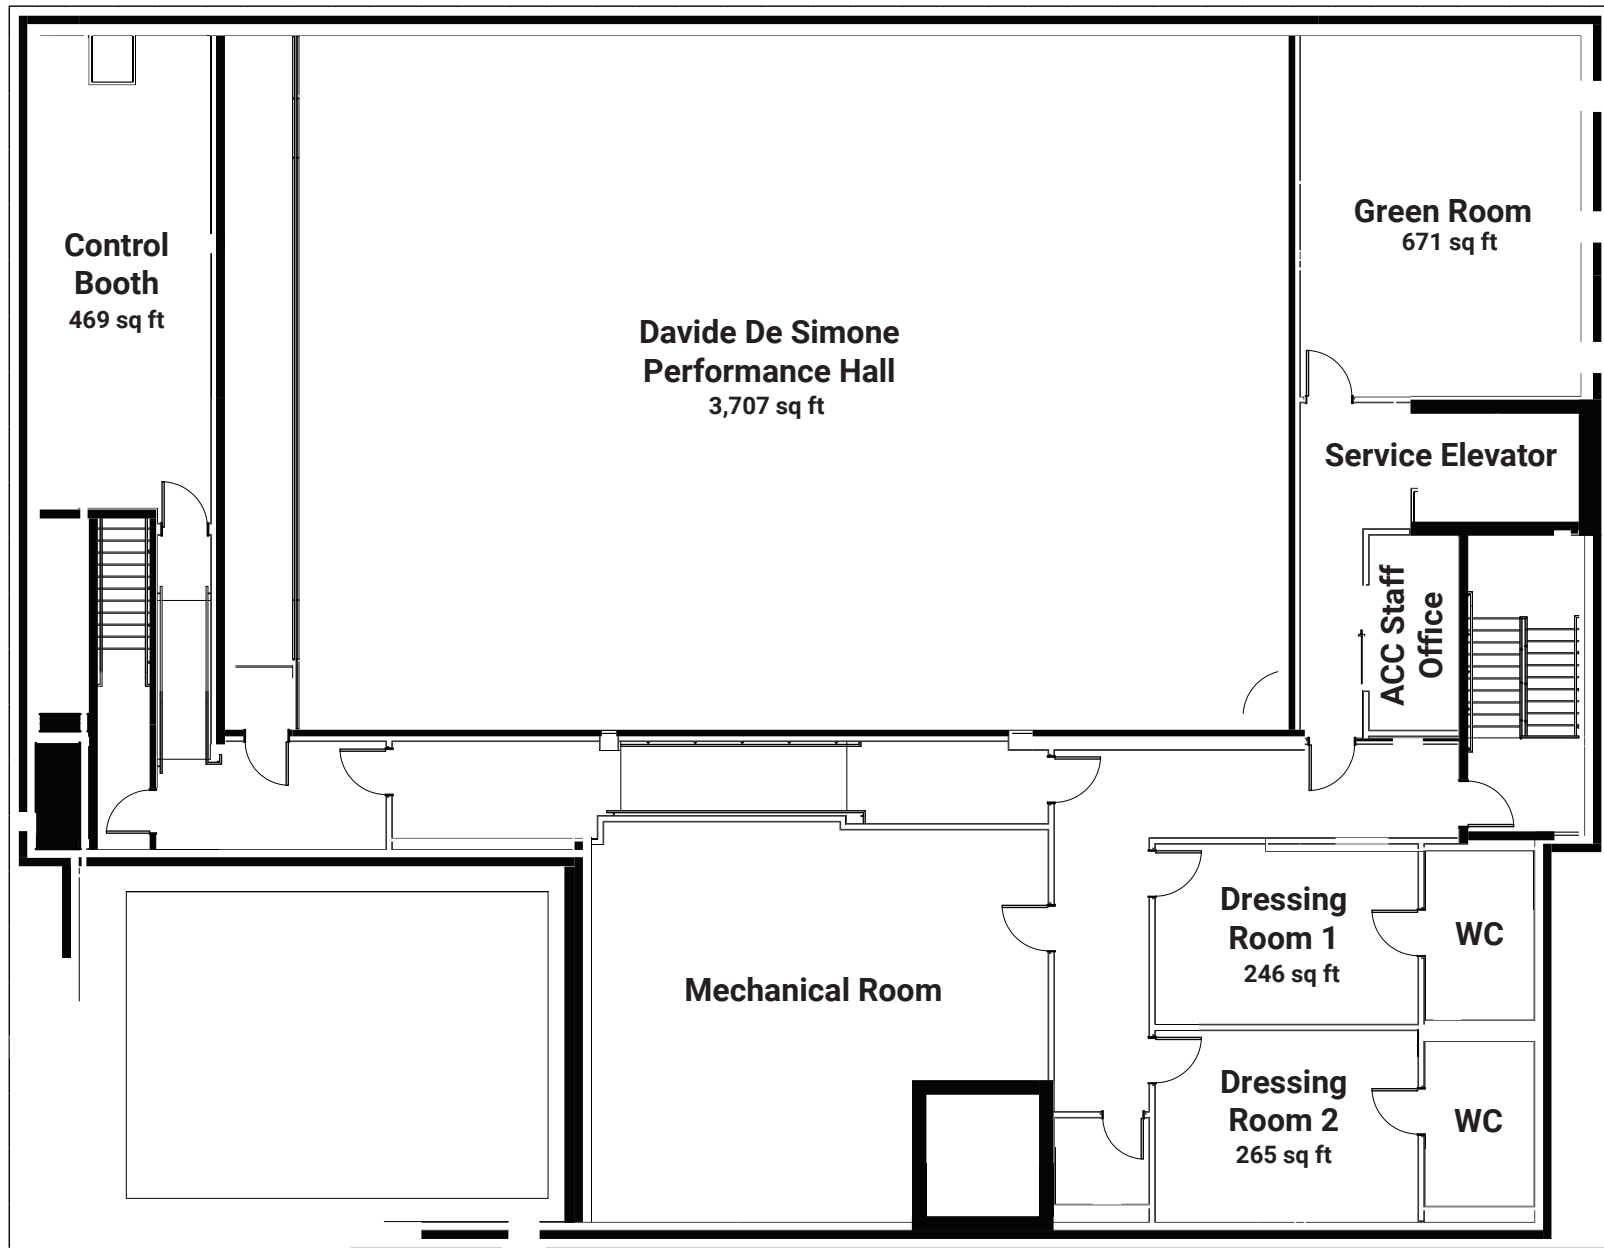 Control
Booth
469 sq ft
Davide De Simone
Performance Hall
3,707 sq ft
Green Room
671 sq ft
Service Elevator
ACC Staff
Office
Mechanical Room
Dressing
Room 1
246 sq ft
WC
Dressing
Room 2
265 sq ft
WC